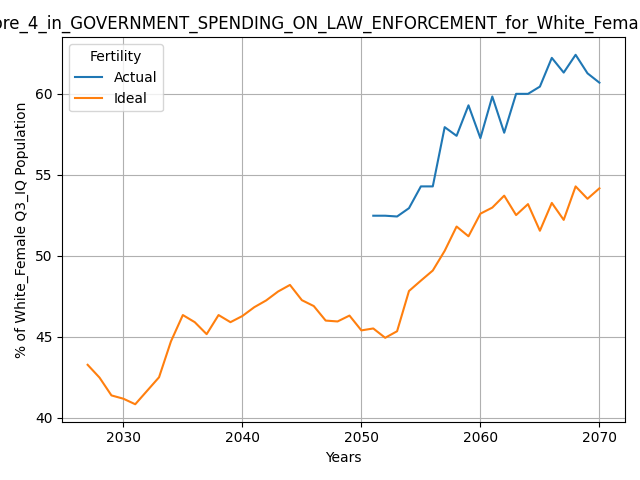 ore_4_in_GOVERNMENT_SPENDING_ON_LAW_ENFORCEMENT_for_White_Fema
Fertility
Actual
Ideal
% of White_Female Q3_IQ Population
60
55
50
45
40
2030 2040 2050 2060 2070
Years